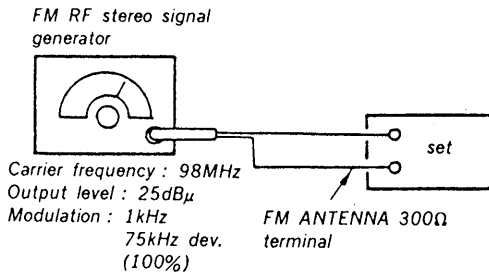 FM RF stereo signal
generator
set
Carrier frequency : 98MHz
Output level : 25dBμ
Modulation : 1kHz
75kHz dev.
(100%)
FM ANTENNA 300Ω
terminal